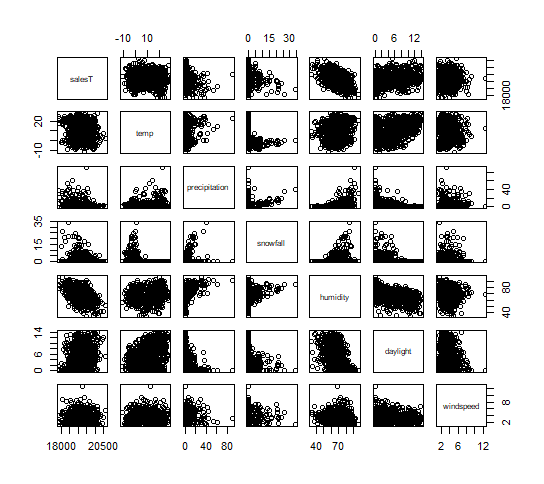 -10 10
0 15 30
0 6 12
salesT
18000
-10 20
temp
precipitation
0 40
0 15 35
snowfall
humidity
40 80
0 6 14
daylight
windspeed
2 8
18000 20500
0 40 80
40 70
2 6 12